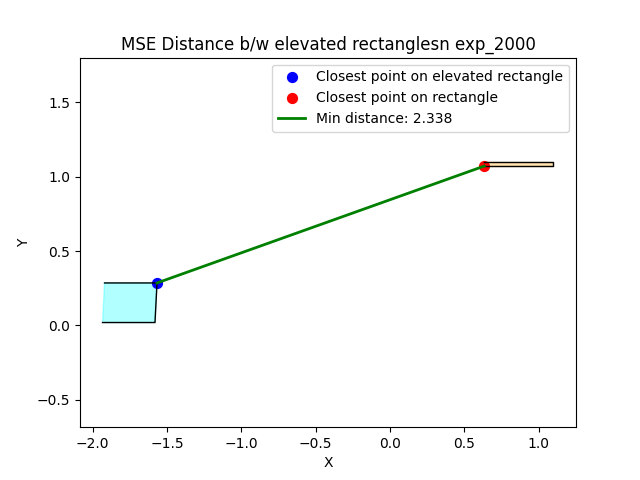 MSE Distance b/w elevated rectanglesn exp_2000
Closest point on elevated rectangle
Closest point on rectangle
Min distance: 2.338
Y
1.5
1.0
0.5
0.0
−0.5
−2.0 −1.5 −1.0 −0.5 0.0 0.5 1.0
X